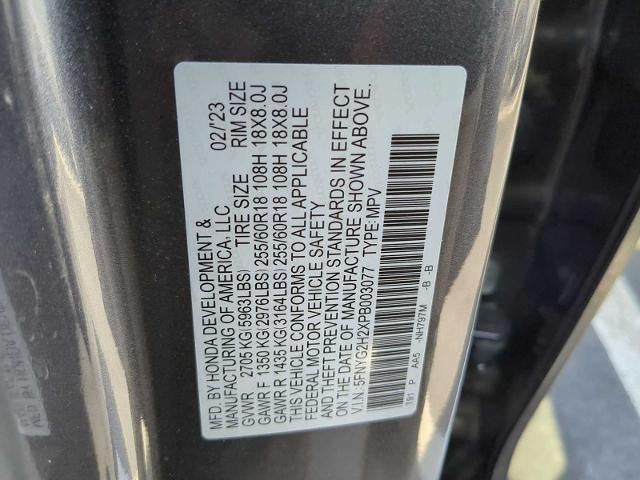 MFD. BY HONDA DEVELOPMENT & 02/'23
MANUFACTURING OF AMERICA, LLC
GVWR 2705 KG(5963LBS) TIRE SIZE RIM SIZE
GAWR F 1350 KG(2976LBS) 255/60R18 108H 18X8.0J
GAWR R 1435 KG(3164LBS) 255/60R18 108H 18X8.0J
THIS VEHICLE CONFORMS TO ALL APPLICABLE
FEDERAL MOTOR VEHICLE SAFETY
AND THEFT PREVENTION STANDARDS IN EFFECT
ON THE DATE OF MANUFACTURE SHOWN ABOVE.
V.I.N.:5FNYG2H2XPB003077 TYPE: MPV
T91 P AA5 -NH797M -B -B